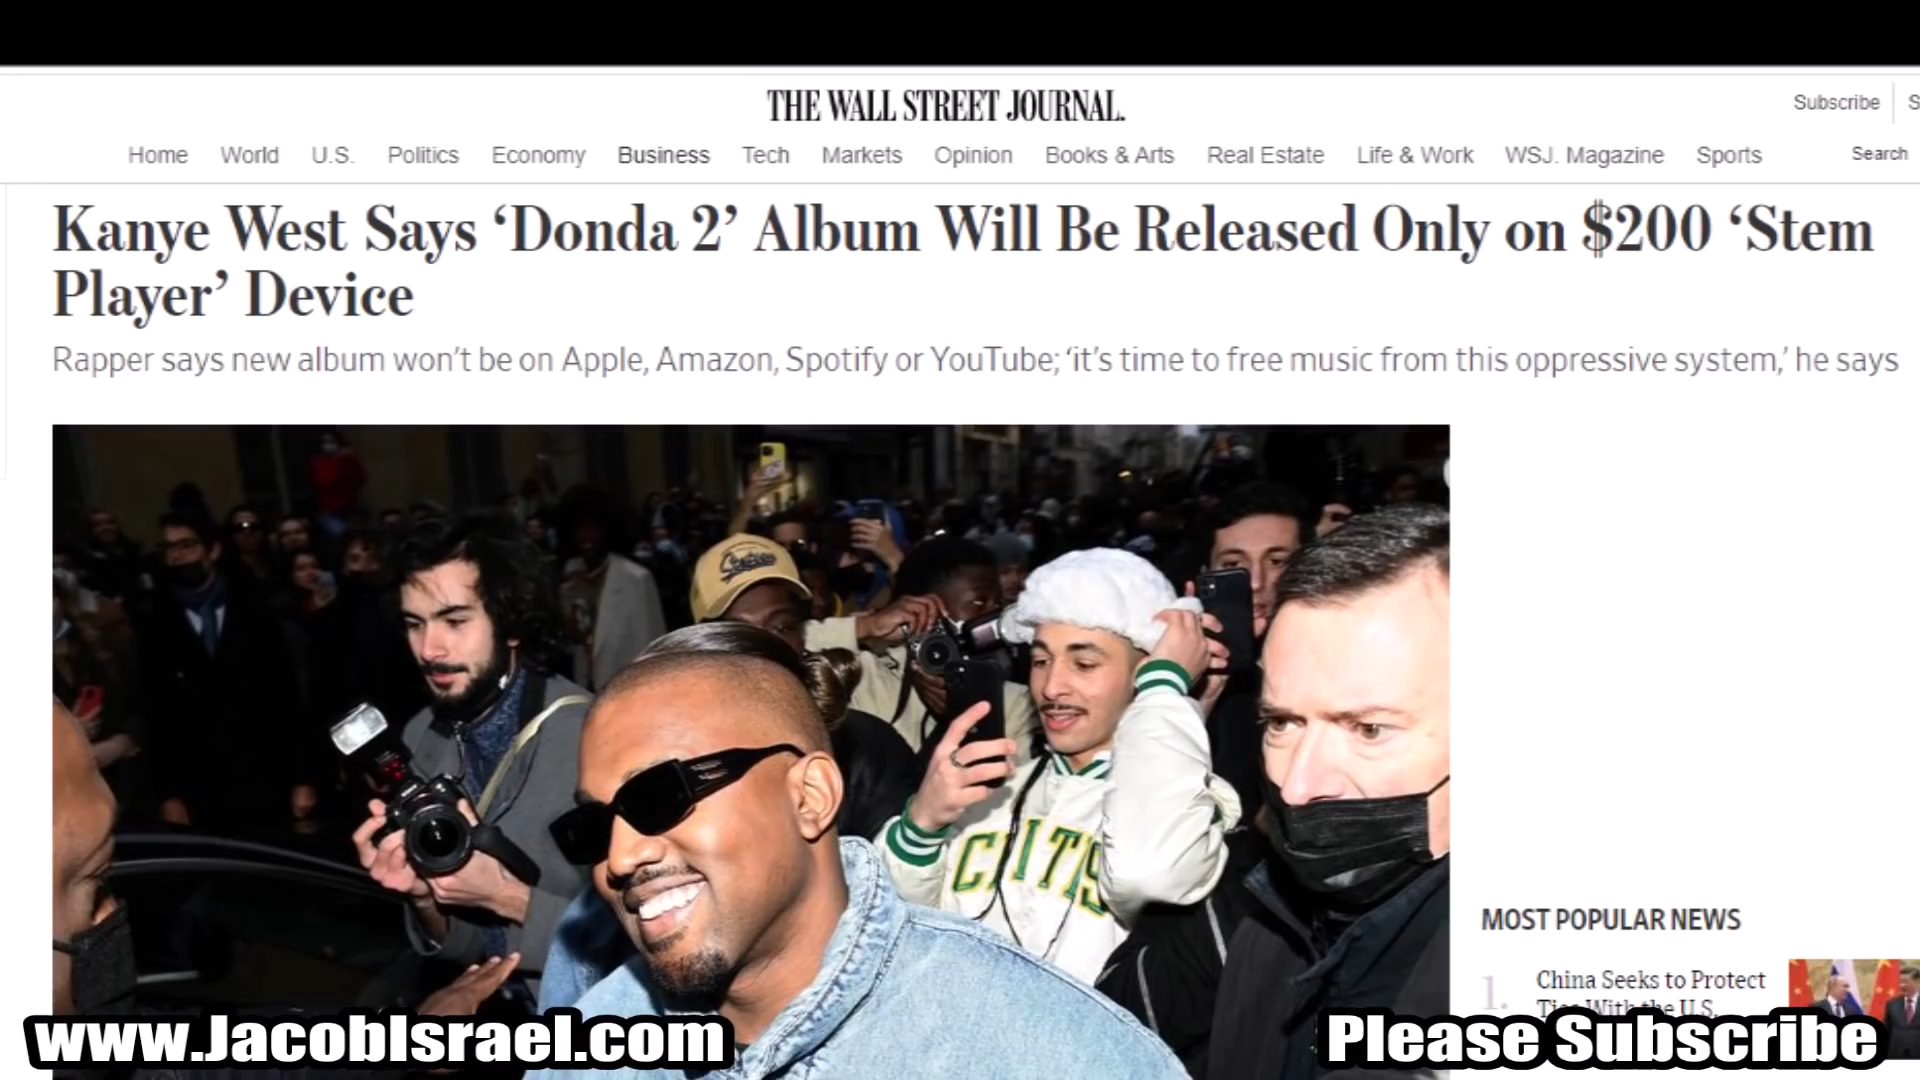 THE WALL STREET JOURNAL.
Subscribe
Home World U.S. Politics Economy Business Tech Markets Opinion Books & Arts Real Estate Life & Work WSJ. Magazine Sports Search
Kanye West Says ‘Donda 2’ Album Will Be Released Only on $200 ‘Stem
Player’ Device
Rapper says new album won’t be on Apple, Amazon, Spotify or YouTube; ‘it’s time to free music from this oppressive system,’ he says
MOST POPULAR NEWS
1. China Seeks to Protect
Ties With the U.S.
www.JacobIsrael.com
Please Subscribe